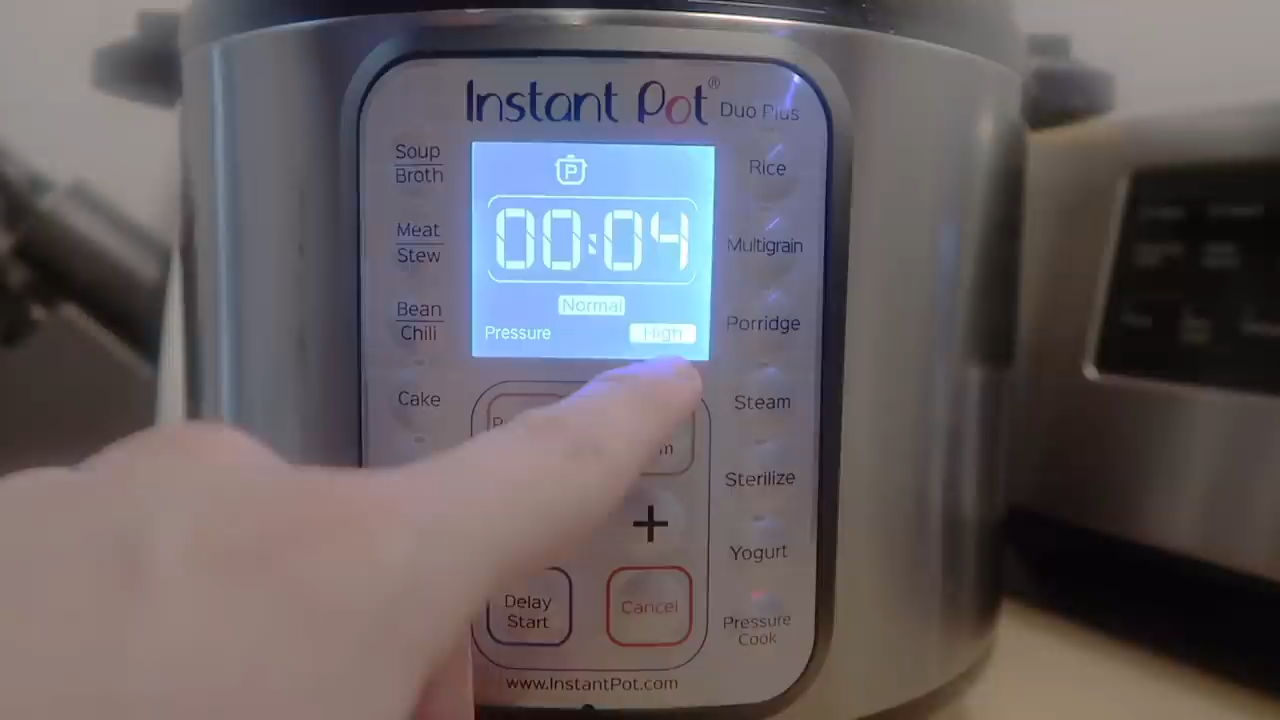 Instant Pot® Duo Plus
Soup
Broth
Meat
Stew
Bean
Chili
Cake
P
00:04
Normal
Pressure High
Rice
Multigrain
Porridge
Steam
Sterilize
Yogurt
Pressure
Cook
+
Delay
Start
Cancel
www.InstantPot.com